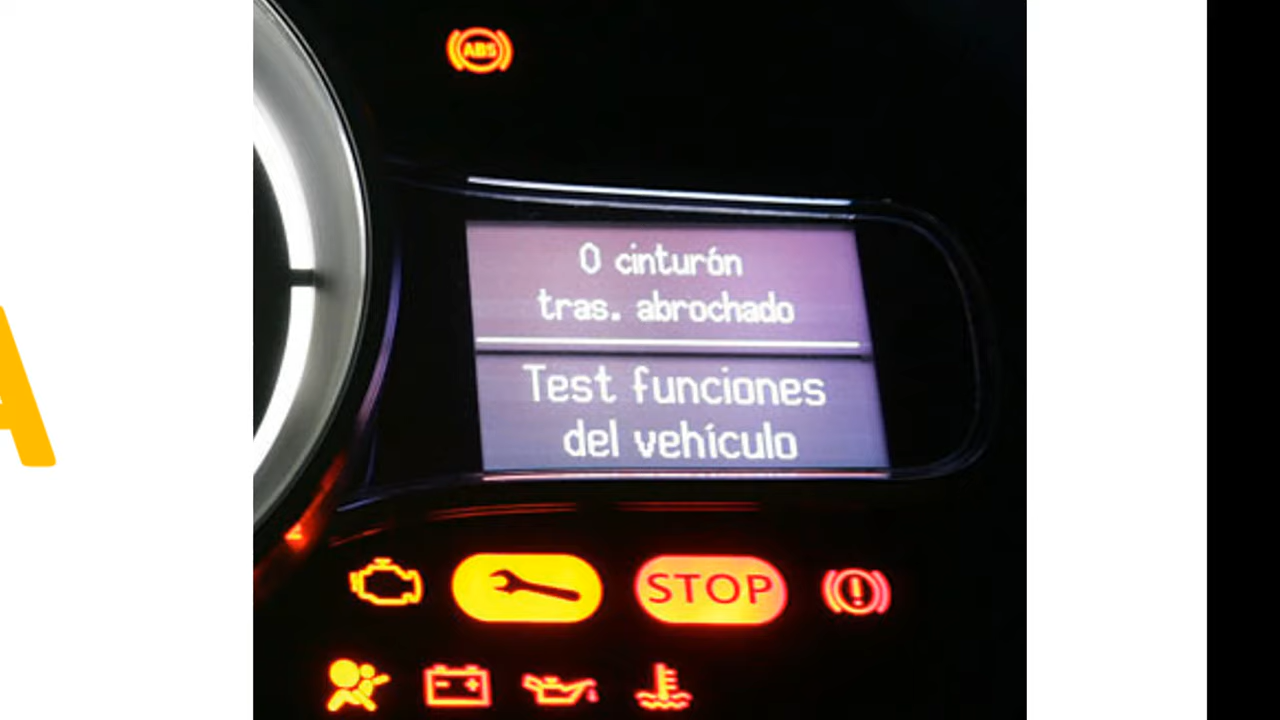 A
ABS
0 cinturón
tras. abrochado
Test funciones
del vehículo
STOP